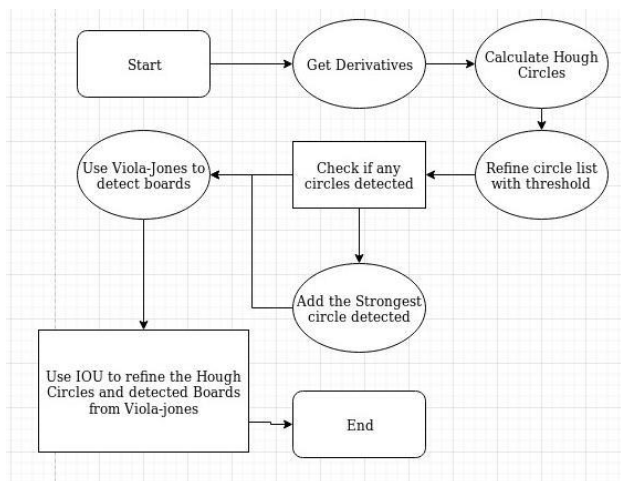 Start
Get Derivatives
Calculate Hough
Circles
Use Viola-Jones to
detect boards
Check if any
circles detected
Refine circle list
with threshold
Add the Strongest
circle detected
Use IOU to refine the Hough
Circles and detected Boards
from Viola-jones
End